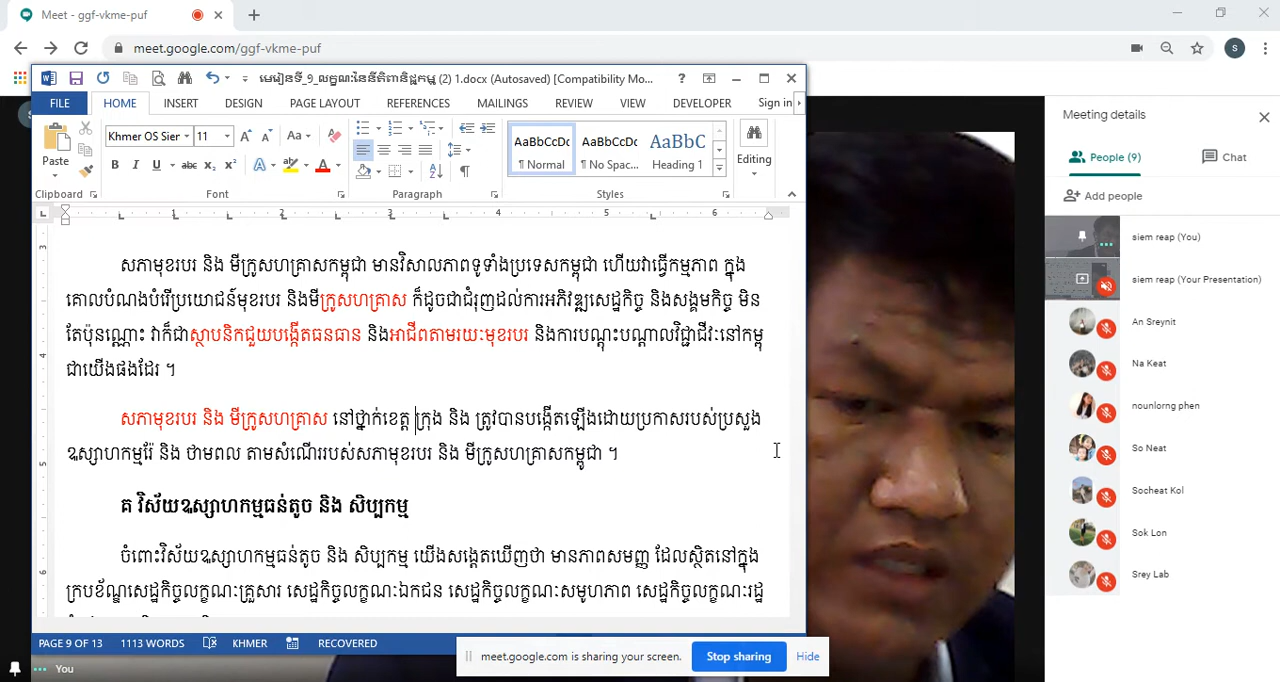 Meet - ggf-vkme-puf
meet.google.com/ggf-vkme-puf
S
មេរៀនទី_9_លក្ខណៈនៃនីតិពាណិជ្ជកម្ម (2) 1.docx (Autosaved) [Compatibility Mo...
FILE HOME INSERT DESIGN PAGE LAYOUT REFERENCES MAILINGS REVIEW VIEW DEVELOPER Sign in
Paste
Khmer OS Sier 11
AaBbCcDc AaBbCcDc AaBbC
¶ Normal ¶ No Spac... Heading 1
Editing
Clipboard Font Paragraph Styles
1 2 3 4 5 6
សភាមុខរបរ និង មីក្រូសហគ្រាសកម្ពុជា មានវិសាលភាពទូទាំងប្រទេសកម្ពុជា ហើយវាធ្វើកម្មភាព ក្នុង
គោលបំណងបំរើប្រយោជន៍មុខរបរ និងមីក្រូសហគ្រាស ក៏ដូចជាជំរុញដល់ការអភិវឌ្ឍសេដ្ឋកិច្ច និងសង្គមកិច្ច មិន
តែប៉ុនណ្ណោះ វាក៏ជាស្ថាបនិកជួយបង្កើតធនធាន និងអាជីពតាមរយៈមុខរបរ និងការបណ្តុះបណ្តាលវិជ្ជាជីវៈនៅកម្ពុ
ជាយើងផងដែរ ។
សភាមុខរបរ និង មីក្រូសហគ្រាស នៅថ្នាក់ខេត្ត ក្រុង និង ត្រូវបានបង្កើតឡើងដោយប្រកាសរបស់ប្រសួង
ឩស្សាហកម្មរ៉ែ និង ថាមពល តាមសំណើររបស់សភាមុខរបរ និង មីក្រូសហគ្រាសកម្ពុជា ។
គ វិស័យឩស្សាហកម្មធន់តូច និង សិប្បកម្ម
ចំពោះវិស័យឩស្សាហកម្មធន់តូច និង សិប្បកម្ម យើងសង្កេតឃើញថា មានភាពសមញ្ញ ដែលស្ថិតនៅក្នុង
ក្របខ័ណ្ឌសេដ្ឋកិច្ចលក្ខណៈគ្រួសារ សេដ្ឋកិច្ចលក្ខណៈឯកជន សេដ្ឋកិច្ចលក្ខណៈសមូហភាព សេដ្ឋកិច្ចលក្ខណៈរដ្ឋ
PAGE 9 OF 13 1113 WORDS KHMER RECOVERED
meet.google.com is sharing your screen. Stop sharing Hide
You
Meeting details
People (9) Chat
Add people
siem reap (You)
siem reap (Your Presentation)
An Sreynit
Na Keat
nounlorng phen
So Neat
Socheat Kol
Sok Lon
Srey Lab